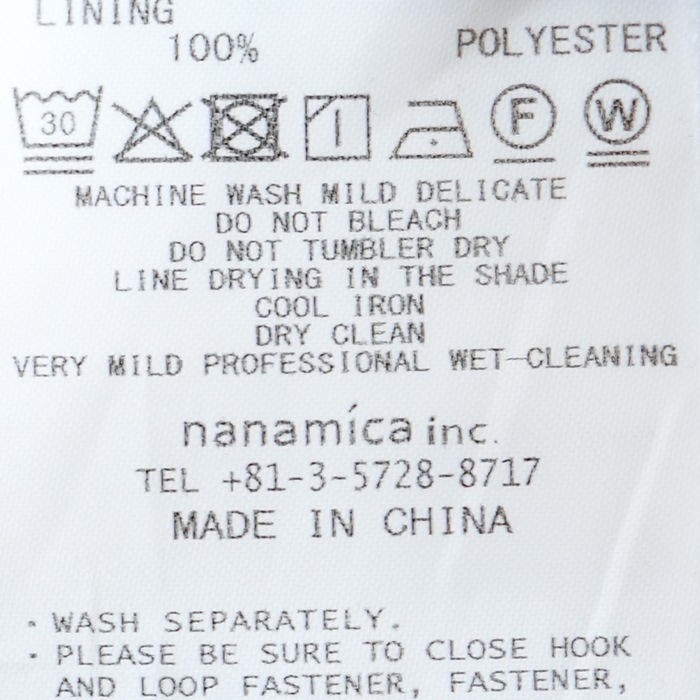 LINING
100% POLYESTER
30 F W
MACHINE WASH MILD DELICATE
DO NOT BLEACH
DO NOT TUMBLER DRY
LINE DRYING IN THE SHADE
COOL IRON
DRY CLEAN
VERY MILD PROFESSIONAL WET-CLEANING
nanamíca inc.
TEL +81-3-5728-8717
MADE IN CHINA
・WASH SEPARATELY.
・PLEASE BE SURE TO CLOSE HOOK
AND LOOP FASTENER, FASTENER,